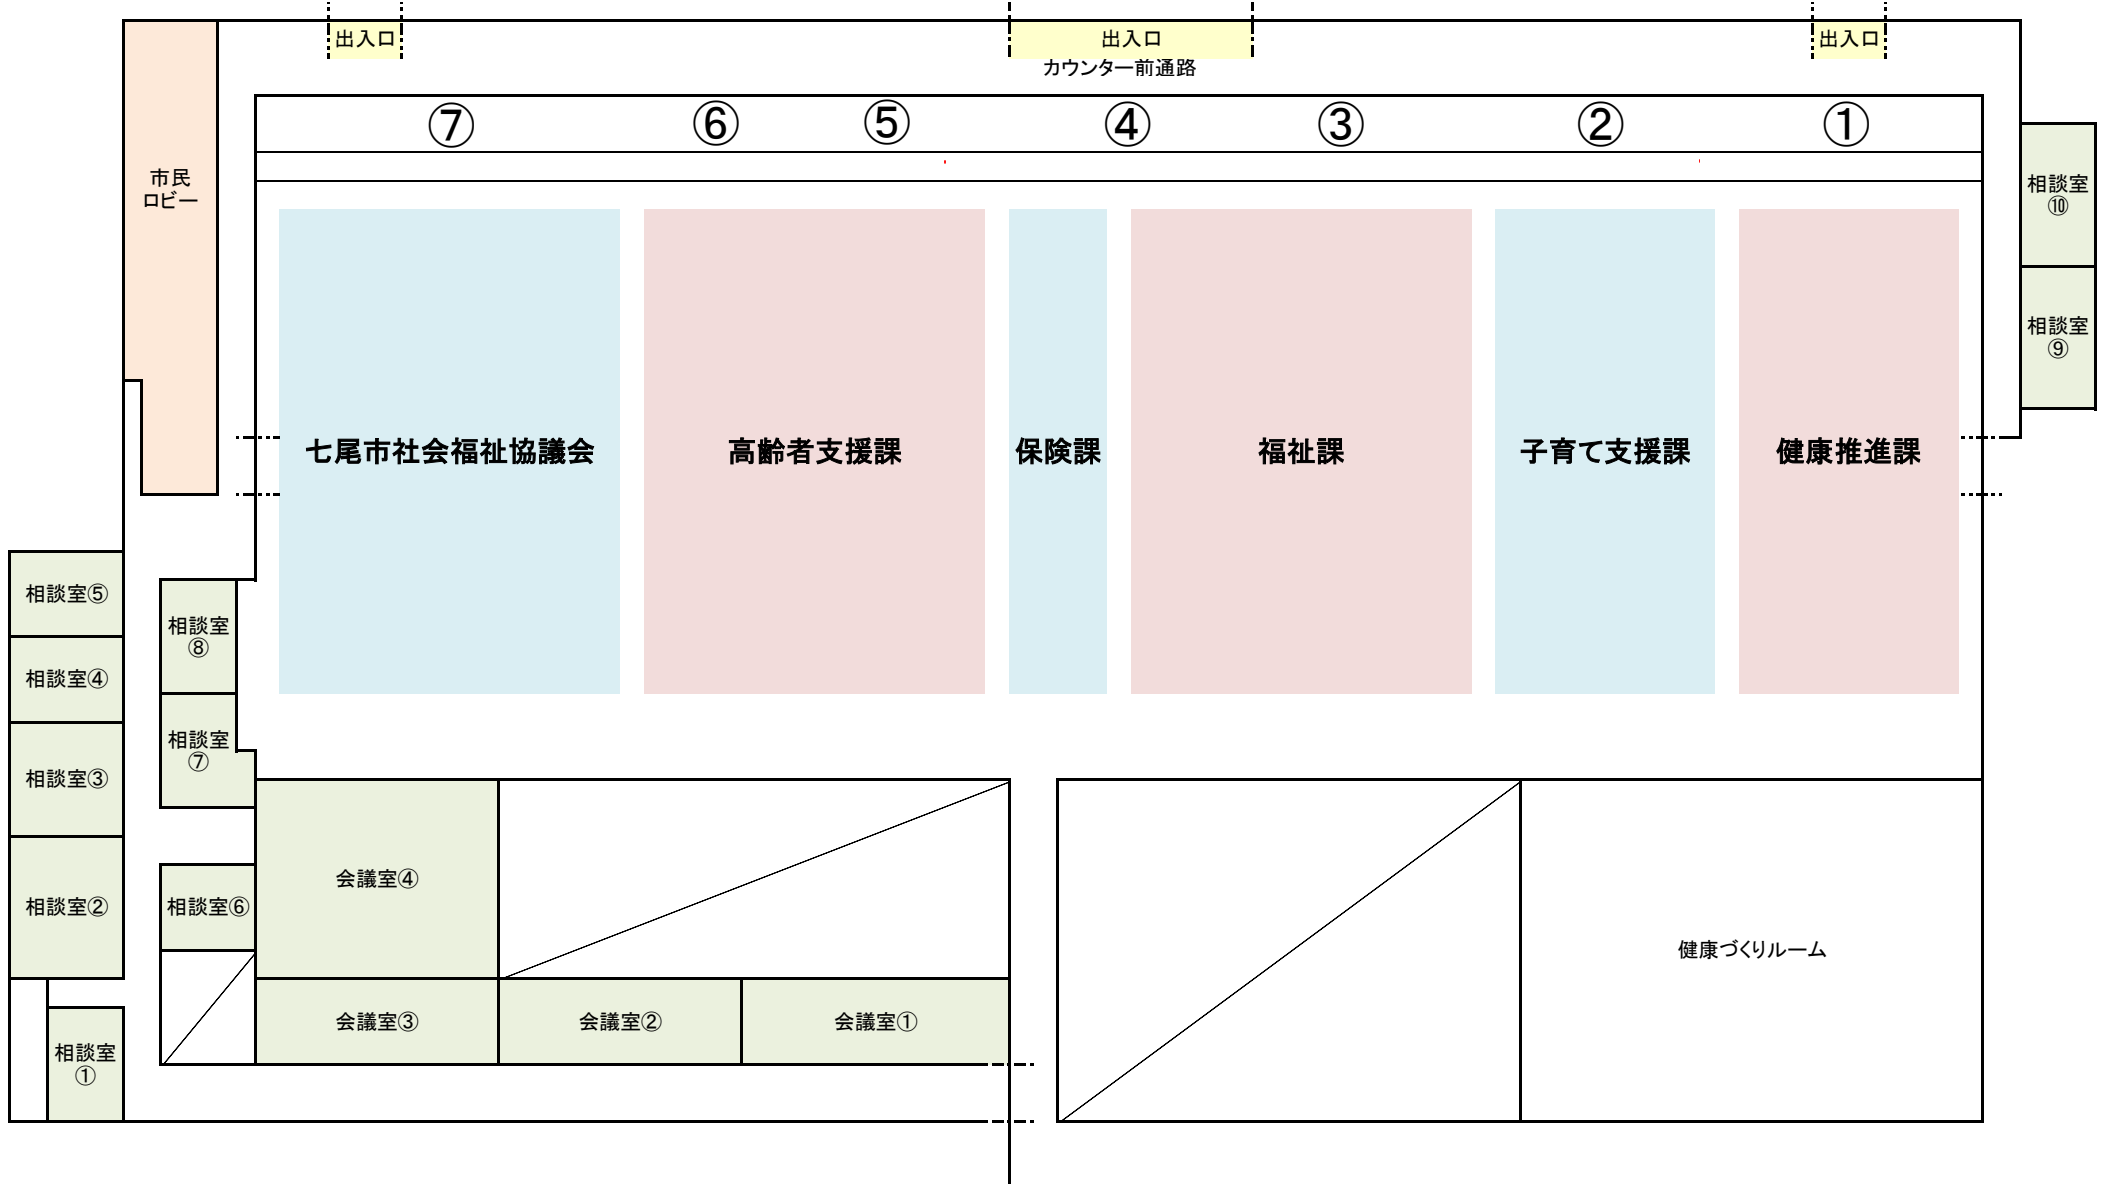 出入口
出入口
出入口
カウンター前通路
⑦
⑥
⑤
④
③
②
①
市民
ロビー
相談室
⑩
相談室
⑨
七尾市社会福祉協議会
高齢者支援課
保険課
福祉課
子育て支援課
健康推進課
相談室⑤
相談室
⑧
相談室④
相談室
⑦
相談室③
会議室④
相談室②
相談室⑥
健康づくりルーム
会議室③
会議室②
会議室①
相談室
①